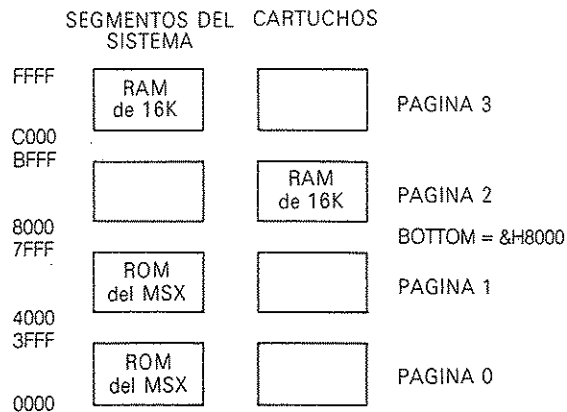 SEGMENTOS DEL CARTUCHOS
SISTEMA
FFFF
RAM
de 16K
PAGINA 3
C000
BFFF
RAM
de 16K
PAGINA 2
8000
BOTTOM = &H8000
7FFF
ROM
del MSX
PAGINA 1
4000
3FFF
ROM
del MSX
PAGINA 0
0000